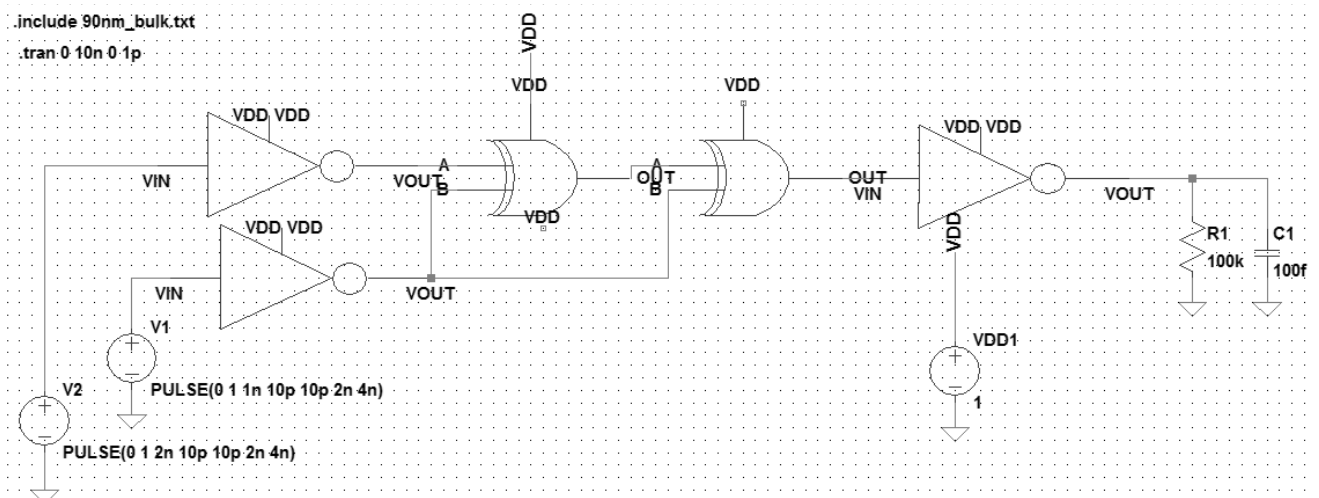 .include 90nm_bulk.txt
.tran 0 10n 0 1p
VDD
VDD
VDD
VDD VDD
VDD VDD
VIN
VOUT
A
B
OUT
A
B
OUT
VIN
VOUT
VDD
VDD VDD
VDD
VIN
VOUT
R1
100k
C1
100f
V1
PULSE(0 1 1n 10p 10p 2n 4n)
VDD1
1
V2
PULSE(0 1 2n 10p 10p 2n 4n)